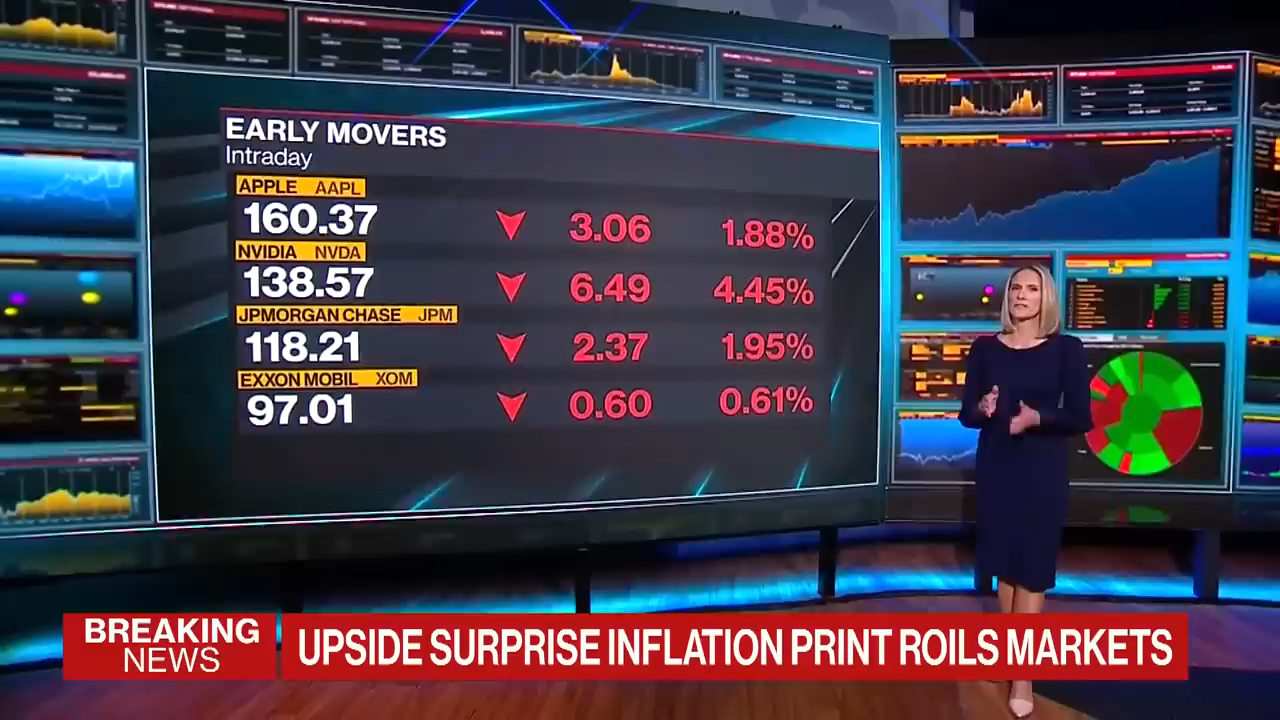 EARLY MOVERS
Intraday
APPLE AAPL
160.37 3.06 1.88%
NVIDIA NVDA
138.57 6.49 4.45%
JPMORGAN CHASE JPM
118.21 2.37 1.95%
EXXON MOBIL XOM
97.01 0.60 0.61%
BREAKING
NEWS
UPSIDE SURPRISE INFLATION PRINT ROILS MARKETS